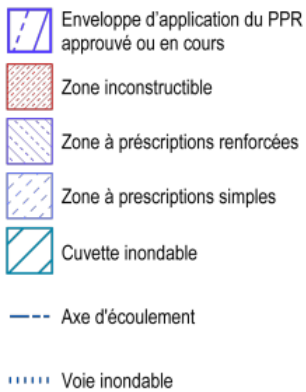 Enveloppe d'application du PPR
approuvé ou en cours
Zone inconstructible
Zone à préscriptions renforcées
Zone à prescriptions simples
Cuvette inondable
Axe d'écoulement
Voie inondable